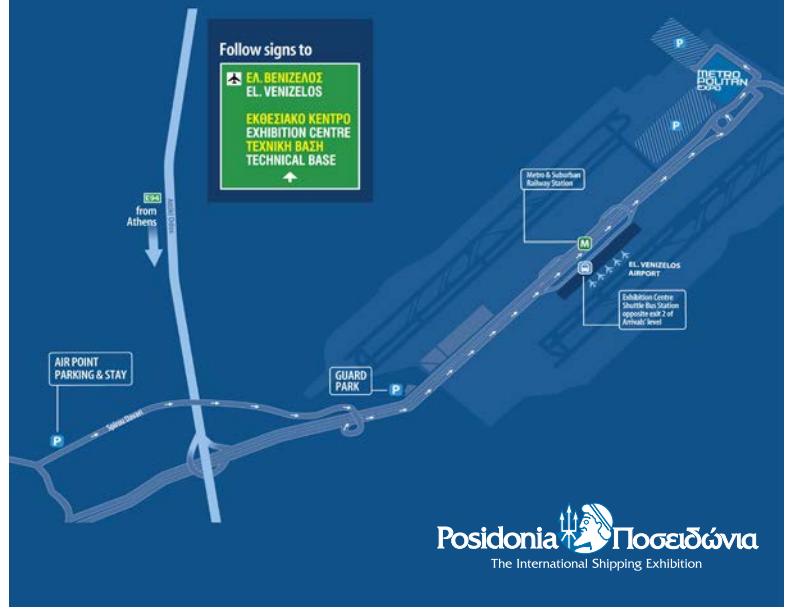 Follow signs to
ΕΛ. ΒΕΝΙΖΕΛΟΣ
EL. VENIZELOS
ΕΚΘΕΣΙΑΚΟ ΚΕΝΤΡΟ
EXHIBITION CENTRE
ΤΕΧΝΙΚΗ ΒΑΣΗ
TECHNICAL BASE
P
METRO
POLITAN
EXPO
P
Metro & Suburban
Railway Station
E94
from
Athens
Attiki Odos
M
EL. VENIZELOS
AIRPORT
Exhibition Centre
Shuttle Bus Station
opposite exit 2 of
Arrivals' level
AIR POINT
PARKING & STAY
GUARD
PARK
P
P
Spirou Davari
Posidonia Ποσειδώνια
The International Shipping Exhibition